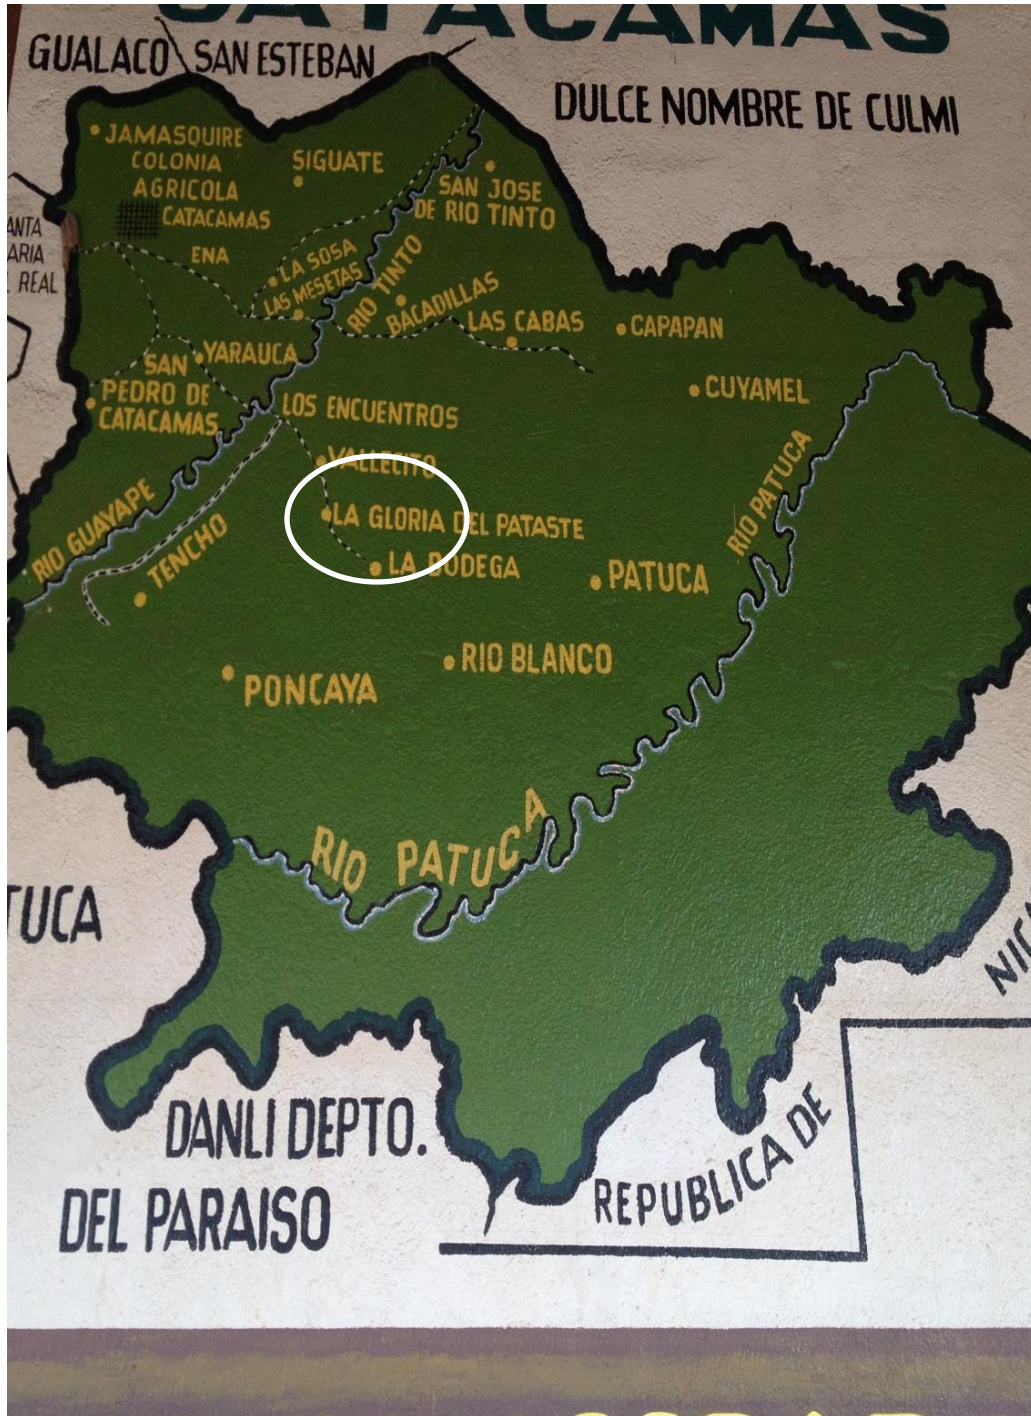 CATACAMAS
GUALACO SAN ESTEBAN
DULCE NOMBRE DE CULMI
JAMASQUIRE
COLONIA
AGRICOLA
CATACAMAS
SIGUATE
SAN JOSE
DE RIO TINTO
ENA
LA SOSA
LAS MESETAS
RIO TINTO
BACADILLAS
LAS CABAS
CAPAPAN
REAL
SAN
YARAUCA
PEDRO DE
CATACAMAS
LOS ENCUENTROS
CUYAMEL
VALLECITO
RIO PATUCA
RIO GUAYAPE
LA GLORIA DEL PATASTE
TENCHO
LA BODEGA
PATUCA
RIO BLANCO
PONCAYA
RIO PATUCA
TUCA
DANLI DEPTO.
DEL PARAISO
REPUBLICA DE